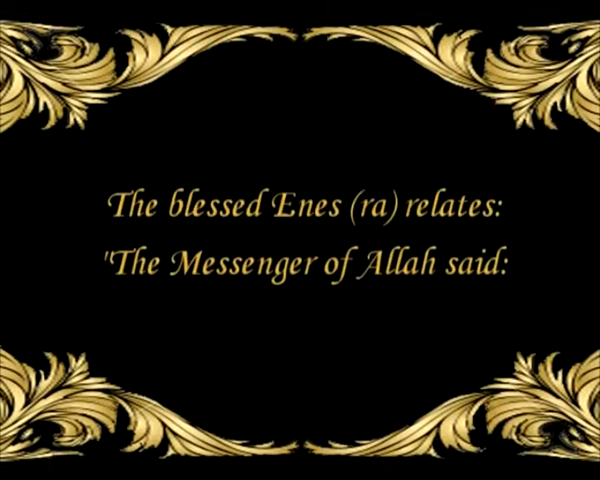 The blessed Enes (ra) relates:
"The Messenger of Allah said: